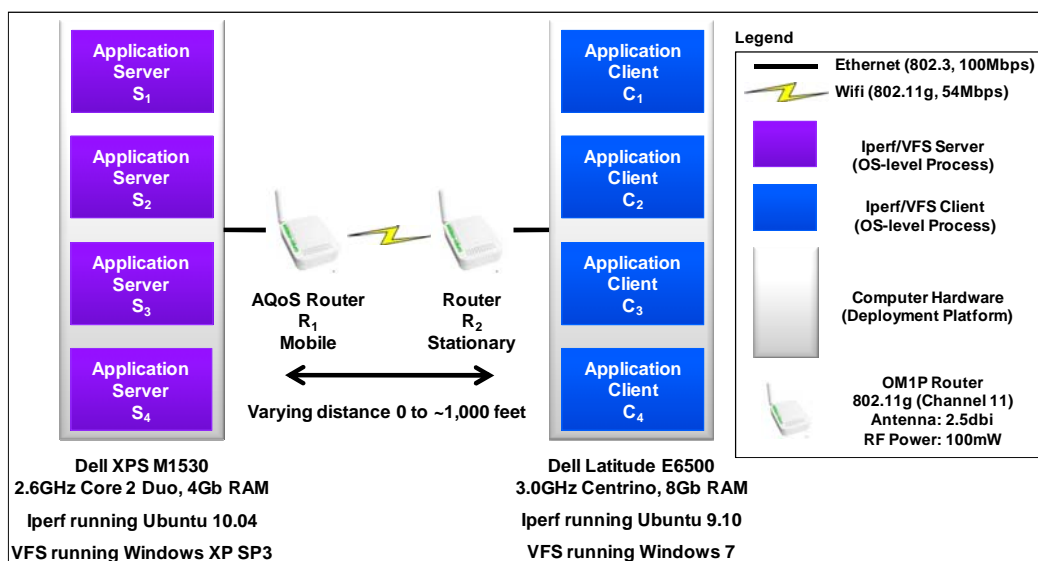 Application
Server
S1
Application
Server
S2
Application
Server
S3
Application
Server
S4
AQoS Router
R1
Mobile
Router
R2
Stationary
Varying distance 0 to ~1,000 feet
Application
Client
C1
Application
Client
C2
Application
Client
C3
Application
Client
C4
Dell XPS M1530
2.6GHz Core 2 Duo, 4Gb RAM
Iperf running Ubuntu 10.04
VFS running Windows XP SP3
Dell Latitude E6500
3.0GHz Centrino, 8Gb RAM
Iperf running Ubuntu 9.10
VFS running Windows 7
Legend
Ethernet (802.3, 100Mbps)
Wifi (802.11g, 54Mbps)
Iperf/VFS Server
(OS-level Process)
Iperf/VFS Client
(OS-level Process)
Computer Hardware
(Deployment Platform)
OM1P Router
802.11g (Channel 11)
Antenna: 2.5dbi
RF Power: 100mW